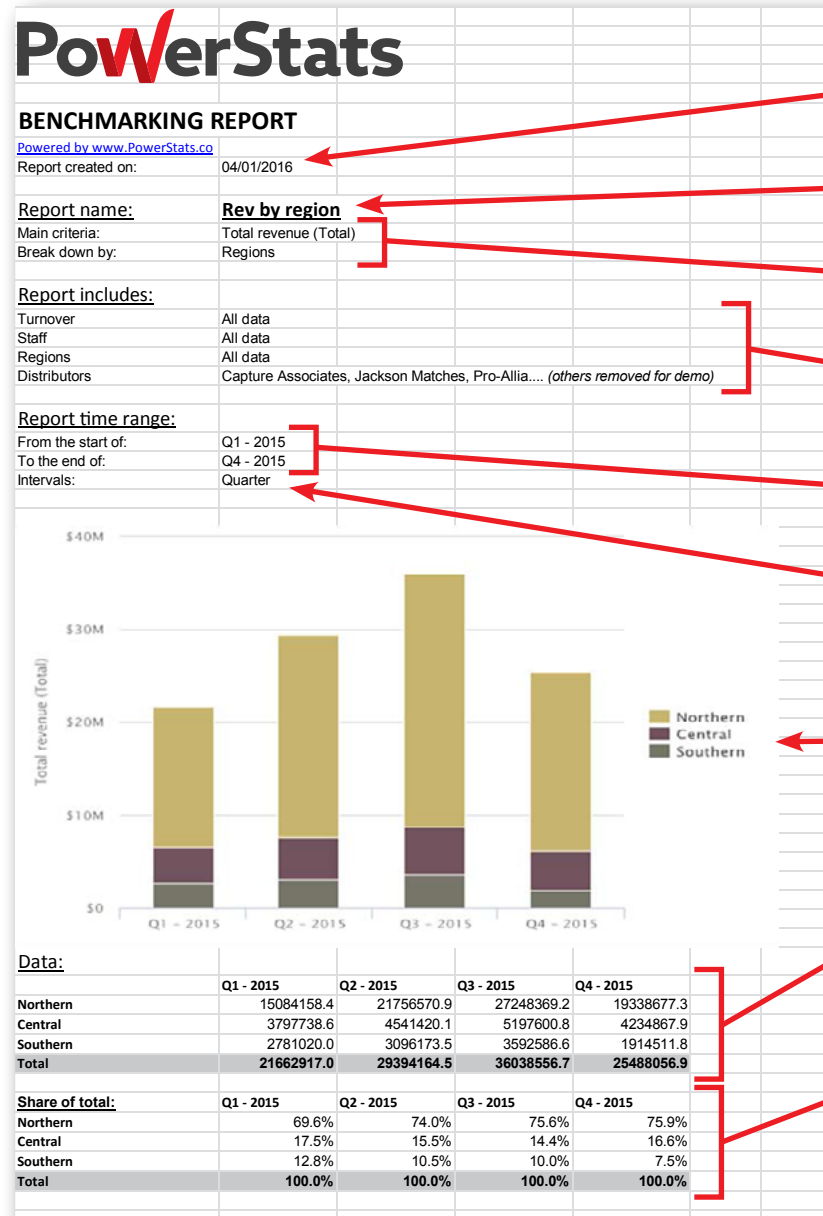 PoWerStats
BENCHMARKING REPORT
Powered by www.PowerStats.co
Report created on: 04/01/2016
Report name: Rev by region
Main criteria: Total revenue (Total)
Break down by: Regions
Report includes:
Turnover All data
Staff All data
Regions All data
Distributors Capture Associates, Jackson Matches, Pro-Allia.... (others removed for demo)
Report time range:
From the start of: Q1 - 2015
To the end of: Q4 - 2015
Intervals: Quarter
Total revenue (Total)
$40M
$30M
$20M
$10M
$0
Q1 - 2015 Q2 - 2015 Q3 - 2015 Q4 - 2015
Northern
Central
Southern
Data:
Q1 - 2015 Q2 - 2015 Q3 - 2015 Q4 - 2015
Northern 15084158.4 21756570.9 27248369.2 19338677.3
Central 3797738.6 4541420.1 5197600.8 4234867.9
Southern 2781020.0 3096173.5 3592586.6 1914511.8
Total 21662917.0 29394164.5 36038556.7 25488056.9
Share of total: Q1 - 2015 Q2 - 2015 Q3 - 2015 Q4 - 2015
Northern 69.6% 74.0% 75.6% 75.9%
Central 17.5% 15.5% 14.4% 16.6%
Southern 12.8% 10.5% 10.0% 7.5%
Total 100.0% 100.0% 100.0% 100.0%